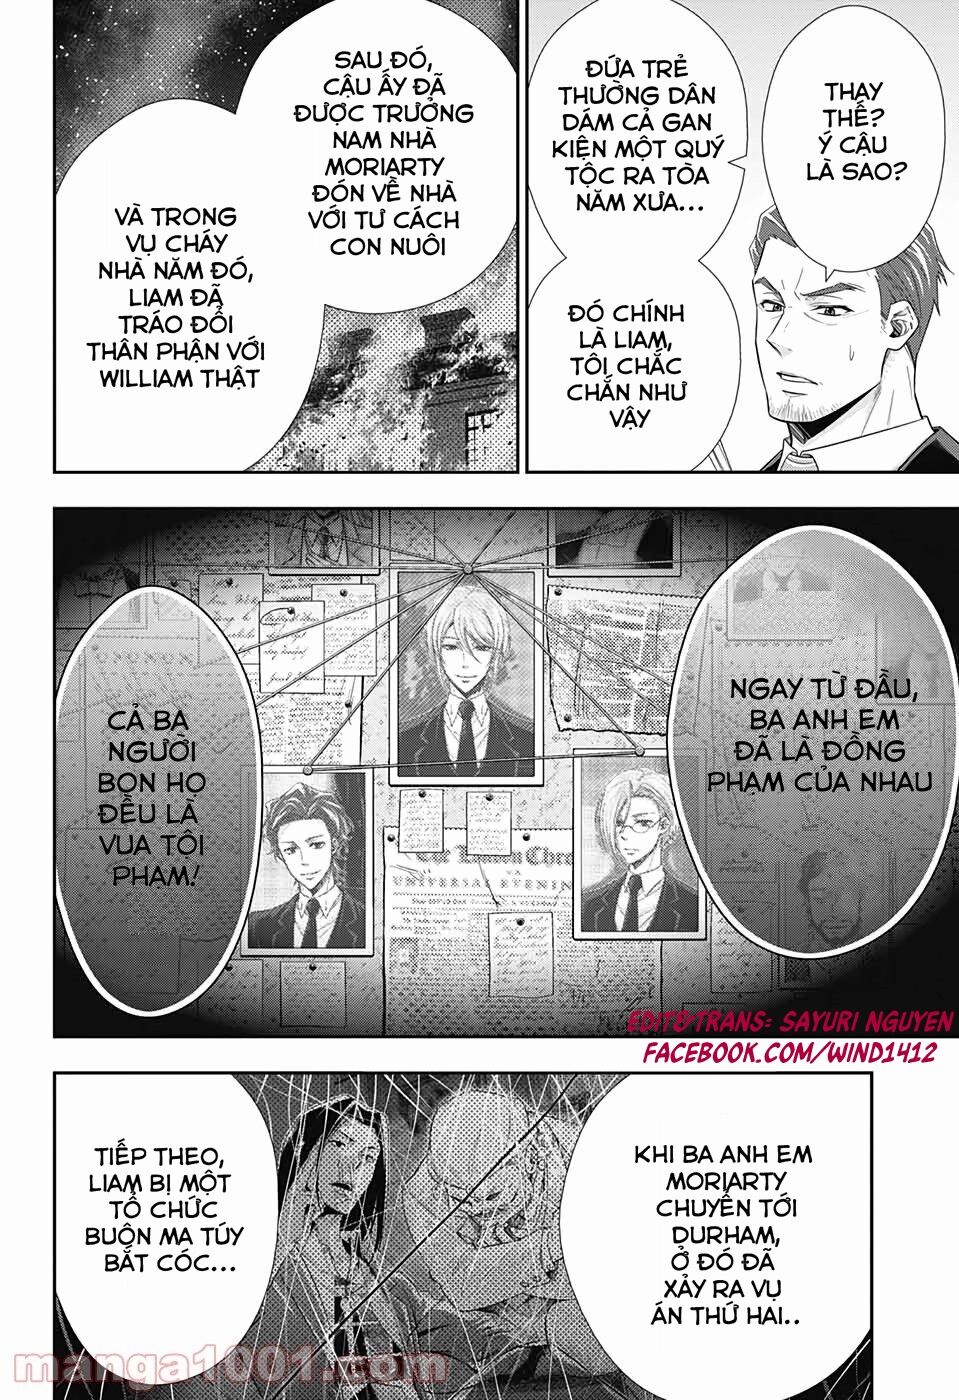 THAY
THẾ?
Ý CẬU
LÀ SAO?
ĐỨA TRẺ
THƯỜNG DÂN
DÁM CẢ GAN
KIỆN MỘT QUÝ
TỘC RA TÒA
NĂM XƯA...
ĐÓ CHÍNH
LÀ LIAM,
TÔI CHẮC
CHẮN NHƯ
VẬY
SAU ĐÓ,
CẬU ẤY ĐÃ
ĐƯỢC TRƯỞNG
NAM NHÀ
MORIARTY
ĐÓN VỀ NHÀ
VỚI TƯ CÁCH
CON NUÔI
VÀ TRONG
VỤ CHÁY
NHÀ NĂM ĐÓ,
LIAM ĐÃ
TRÁO ĐỔI
THÂN PHẬN VỚI
WILLIAM THẬT
NGAY TỪ ĐẦU,
BA ANH EM
ĐÃ LÀ ĐỒNG
PHẠM CỦA NHAU
CẢ BA
NGƯỜI
BỌN HỌ
ĐỀU LÀ
VUA TỘI
PHẠM!
EDIT&TRANS: SAYURI NGUYEN
FACEBOOK.COM/WIND1412
KHI BA ANH EM
MORIARTY
CHUYỂN TỚI
DURHAM,
Ở ĐÓ ĐÃ
XẢY RA VỤ
ÁN THỨ HAI..
TIẾP THEO,
LIAM BỊ MỘT
TỔ CHỨC
BUÔN MA TÚY
BẮT CÓC...
manga1001.com